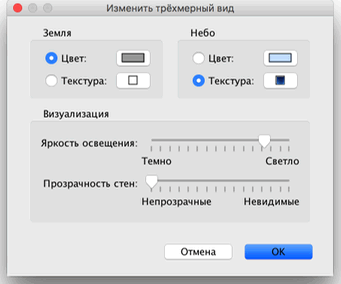 Изменить трёхмерный вид
Земля
Небо
Цвет:
Цвет:
Текстура:
Текстура:
Визуализация
Яркость освещения:
Темно
Светло
Прозрачность стен:
Непрозрачные
Невидимые
Отмена
OK